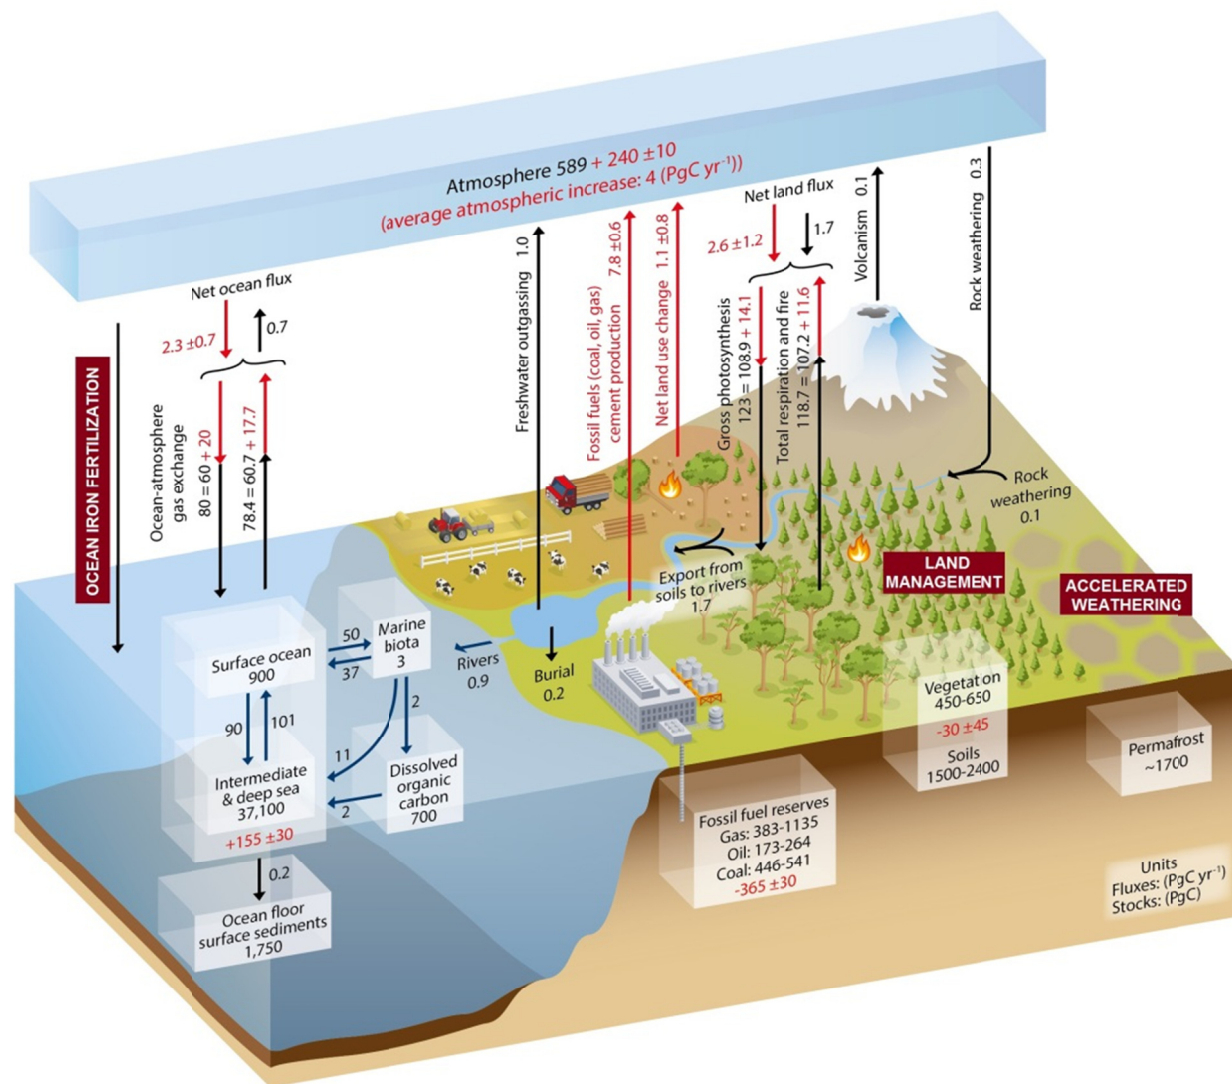 Atmosphere 589 + 240 ±10
(average atmospheric increase: 4 (PgC yr⁻¹))
Net ocean flux
2.3 ±0.7
0.7
OCEAN IRON FERTILIZATION
Ocean-atmosphere
gas exchange
80 = 60 + 20
78.4 = 60.7 + 17.7
Freshwater outgassing 1.0
Fossil fuels (coal, oil, gas)
cement production 7.8 ±0.6
Net land use change 1.1 ±0.8
Net land flux
2.6 ±1.2
1.7
Gross photosynthesis
123 = 108.9 + 14.1
Total respiration and fire
118.7 = 107.2 + 11.6
Volcanism 0.1
Rock weathering 0.3
Rock
weathering
0.1
Export from
soils to rivers
1.7
LAND
MANAGEMENT
ACCELERATED
WEATHERING
Surface ocean
900
50
37
Marine
biota
3
Rivers
0.9
Burial
0.2
90
101
11
2
Intermediate
& deep sea
37,100
+155 ±30
2
Dissolved
organic
carbon
700
0.2
Ocean floor
surface sediments
1,750
Fossil fuel reserves
Gas: 383-1135
Oil: 173-264
Coal: 446-541
-365 ±30
Vegetation
450-650
-30 ±45
Soils
1500-2400
Permafrost
~1700
Units
Fluxes: (PgC yr⁻¹)
Stocks: (PgC)